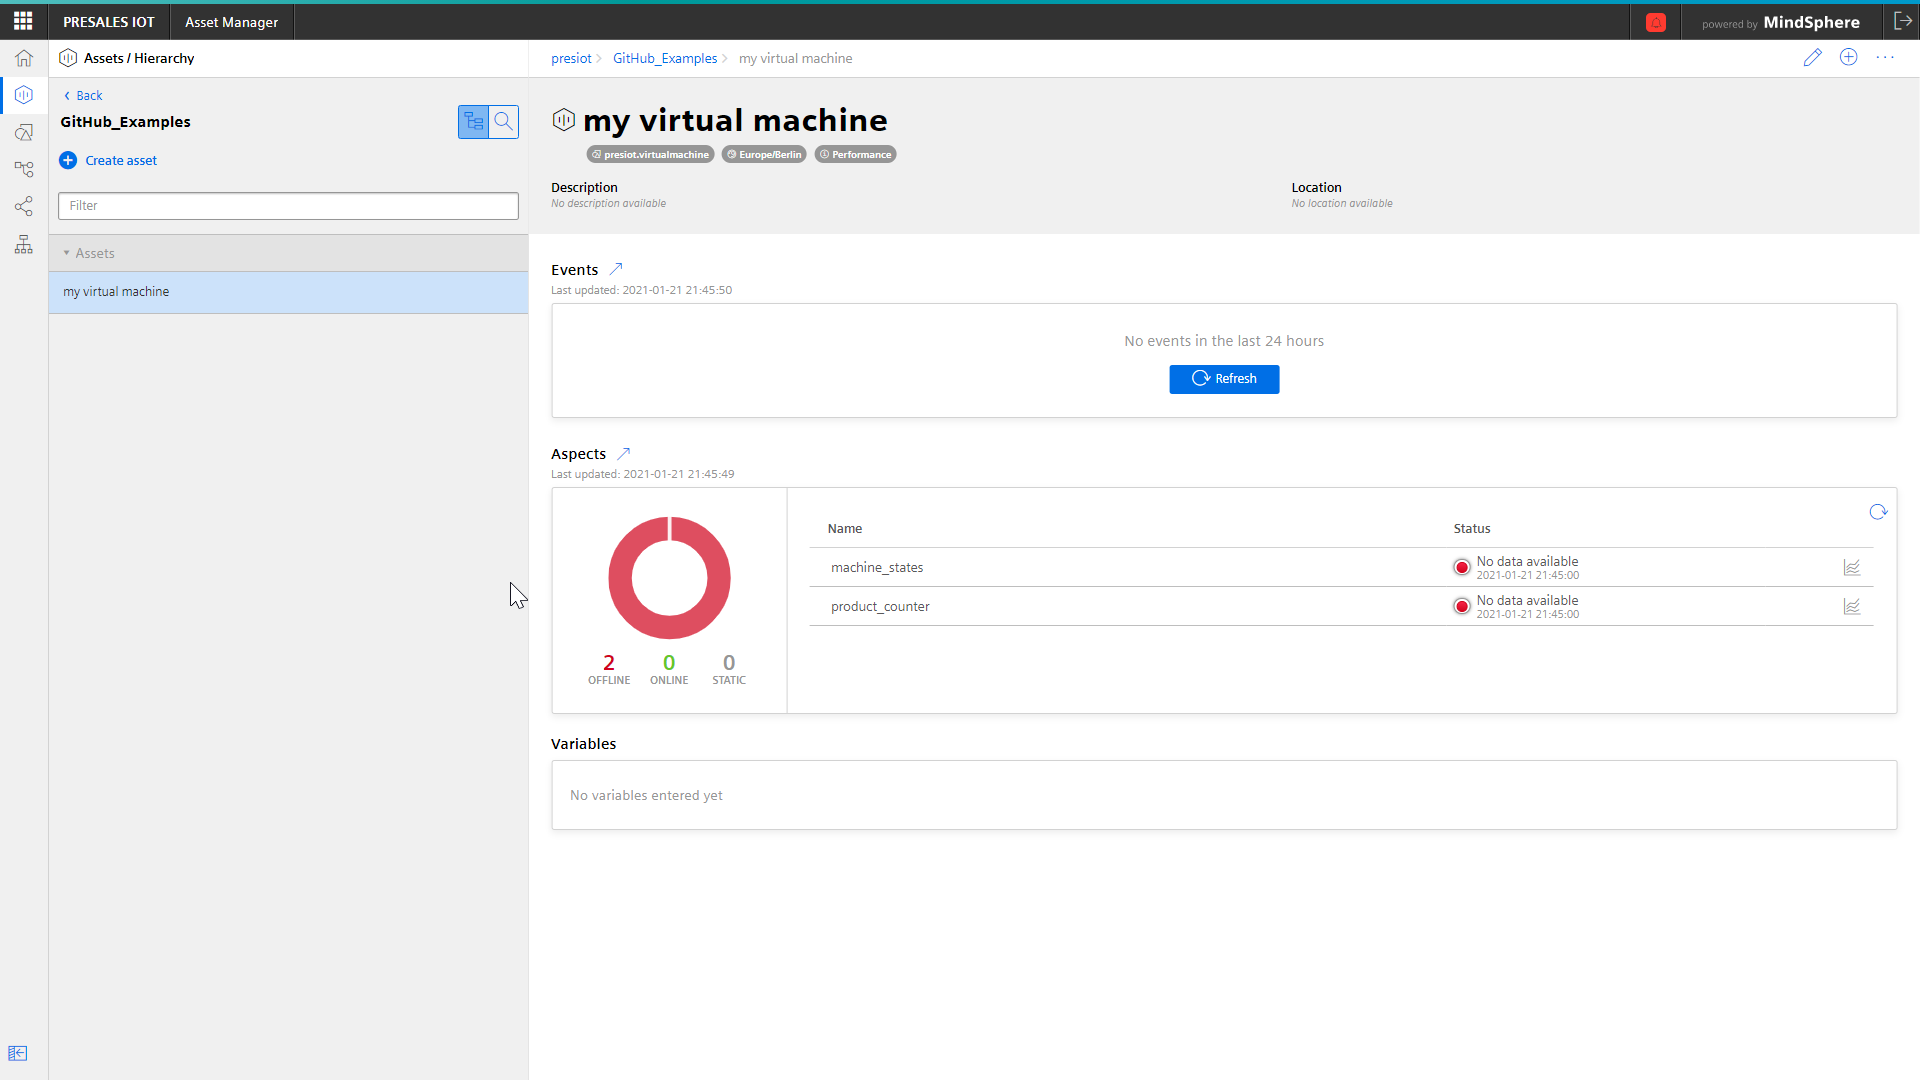 PRESALES IOT
Asset Manager
powered by MindSphere
Assets / Hierarchy
Back
GitHub_Examples
Create asset
Filter
Assets
my virtual machine
presiot
GitHub_Examples
my virtual machine
my virtual machine
presiot.virtualmachine
Europe/Berlin
Performance
Description
No description available
Location
No location available
Events
Last updated: 2021-01-21 21:45:50
No events in the last 24 hours
Refresh
Aspects
Last updated: 2021-01-21 21:45:49
2 0 0
OFFLINE ONLINE STATIC
Name Status
machine_states No data available
2021-01-21 21:45:00
product_counter No data available
2021-01-21 21:45:00
Variables
No variables entered yet